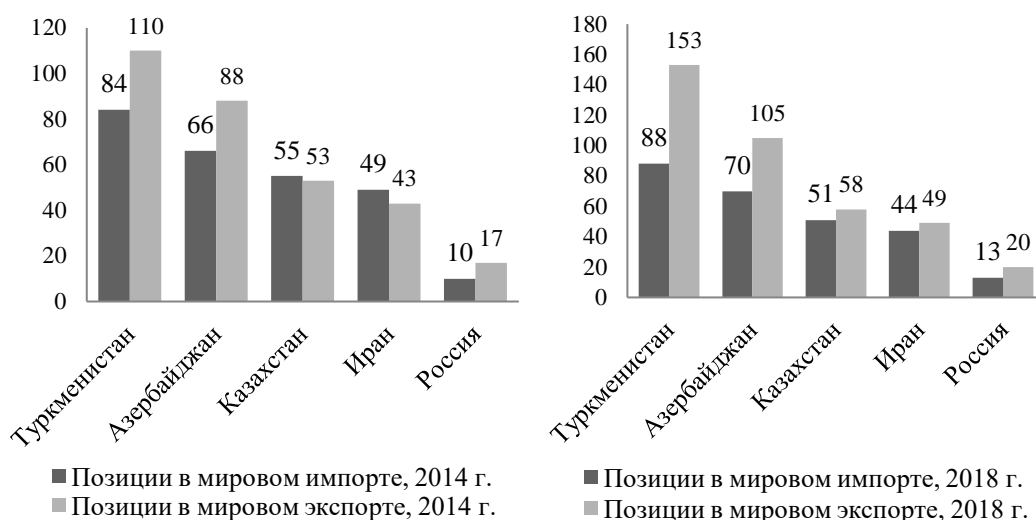 120
100
80
60
40
20
0
84
110
66
88
55
53
49
43
10
17
Туркменистан
Азербайджан
Казахстан
Иран
Россия
Позиции в мировом импорте, 2014 г.
Позиции в мировом экспорте, 2014 г.
180
160
140
120
100
80
60
40
20
0
88
153
70
105
51
58
44
49
13
20
Туркменистан
Азербайджан
Казахстан
Иран
Россия
Позиции в мировом импорте, 2018 г.
Позиции в мировом экспорте, 2018 г.